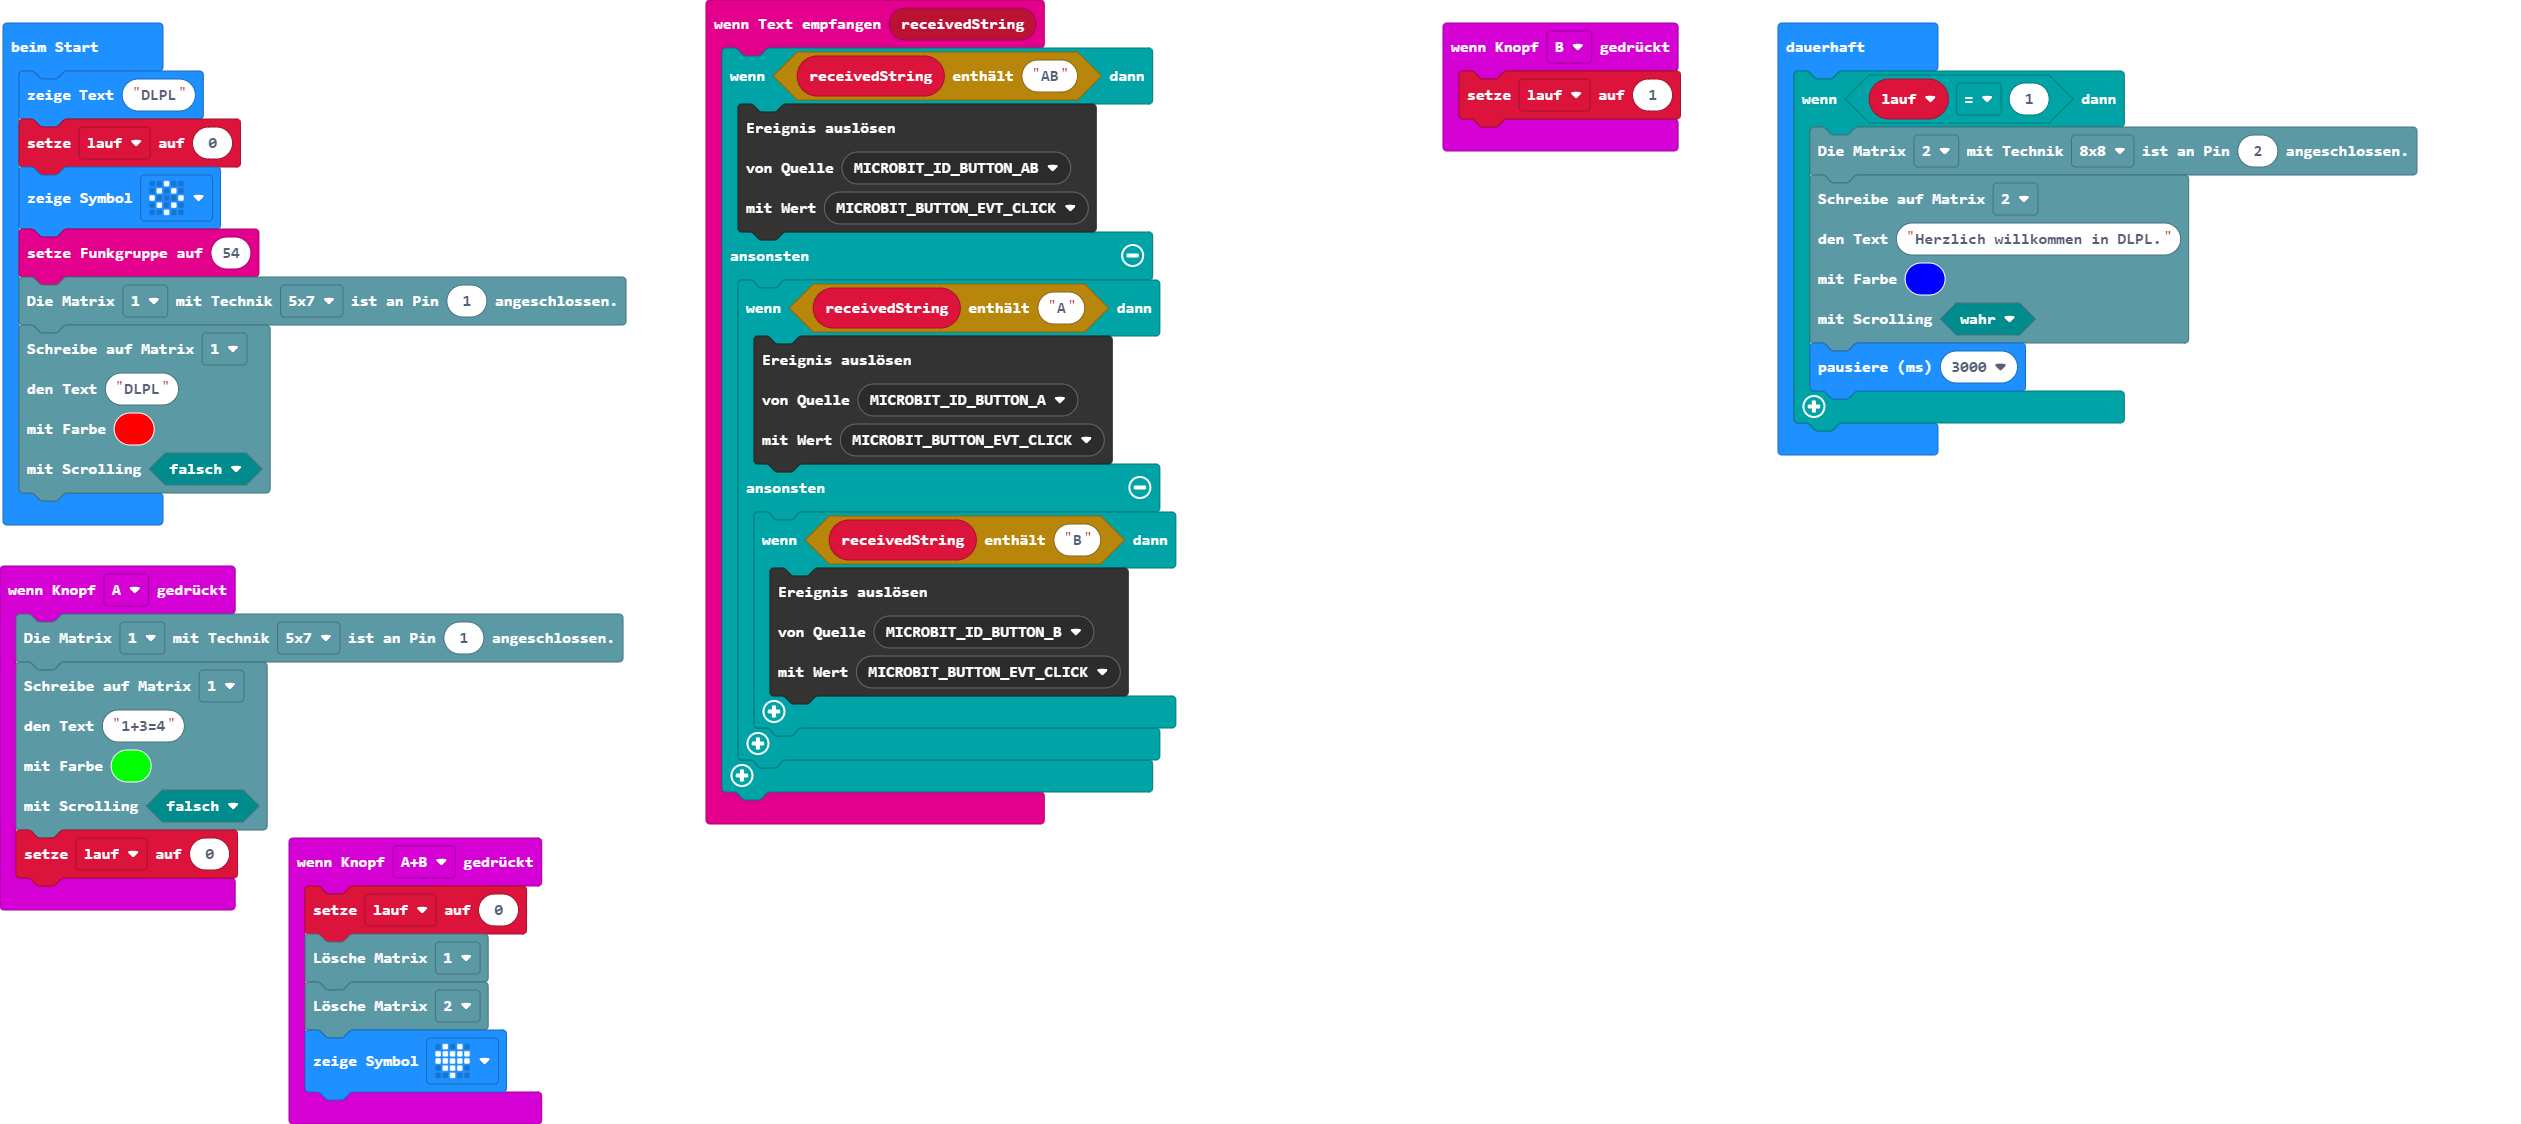 beim Start
zeige Text "DLPL"
setze lauf auf 0
zeige Symbol
setze Funkgruppe auf 54
Die Matrix 1 mit Technik 5x7 ist an Pin 1 angeschlossen.
Schreibe auf Matrix 1
den Text "DLPL"
mit Farbe
mit Scrolling falsch
wenn Knopf A gedrückt
Die Matrix 1 mit Technik 5x7 ist an Pin 1 angeschlossen.
Schreibe auf Matrix 1
den Text "1+3=4"
mit Farbe
mit Scrolling falsch
setze lauf auf 0
wenn Knopf A+B gedrückt
setze lauf auf 0
Lösche Matrix 1
Lösche Matrix 2
zeige Symbol
wenn Text empfangen receivedString
wenn receivedString enthält "AB" dann
Ereignis auslösen
von Quelle MICROBIT_ID_BUTTON_AB
mit Wert MICROBIT_BUTTON_EVT_CLICK
ansonsten
wenn receivedString enthält "A" dann
Ereignis auslösen
von Quelle MICROBIT_ID_BUTTON_A
mit Wert MICROBIT_BUTTON_EVT_CLICK
ansonsten
wenn receivedString enthält "B" dann
Ereignis auslösen
von Quelle MICROBIT_ID_BUTTON_B
mit Wert MICROBIT_BUTTON_EVT_CLICK
wenn Knopf B gedrückt
setze lauf auf 1
dauerhaft
wenn lauf = 1 dann
Die Matrix 2 mit Technik 8x8 ist an Pin 2 angeschlossen.
Schreibe auf Matrix 2
den Text "Herzlich willkommen in DLPL."
mit Farbe
mit Scrolling wahr
pausiere (ms) 3000